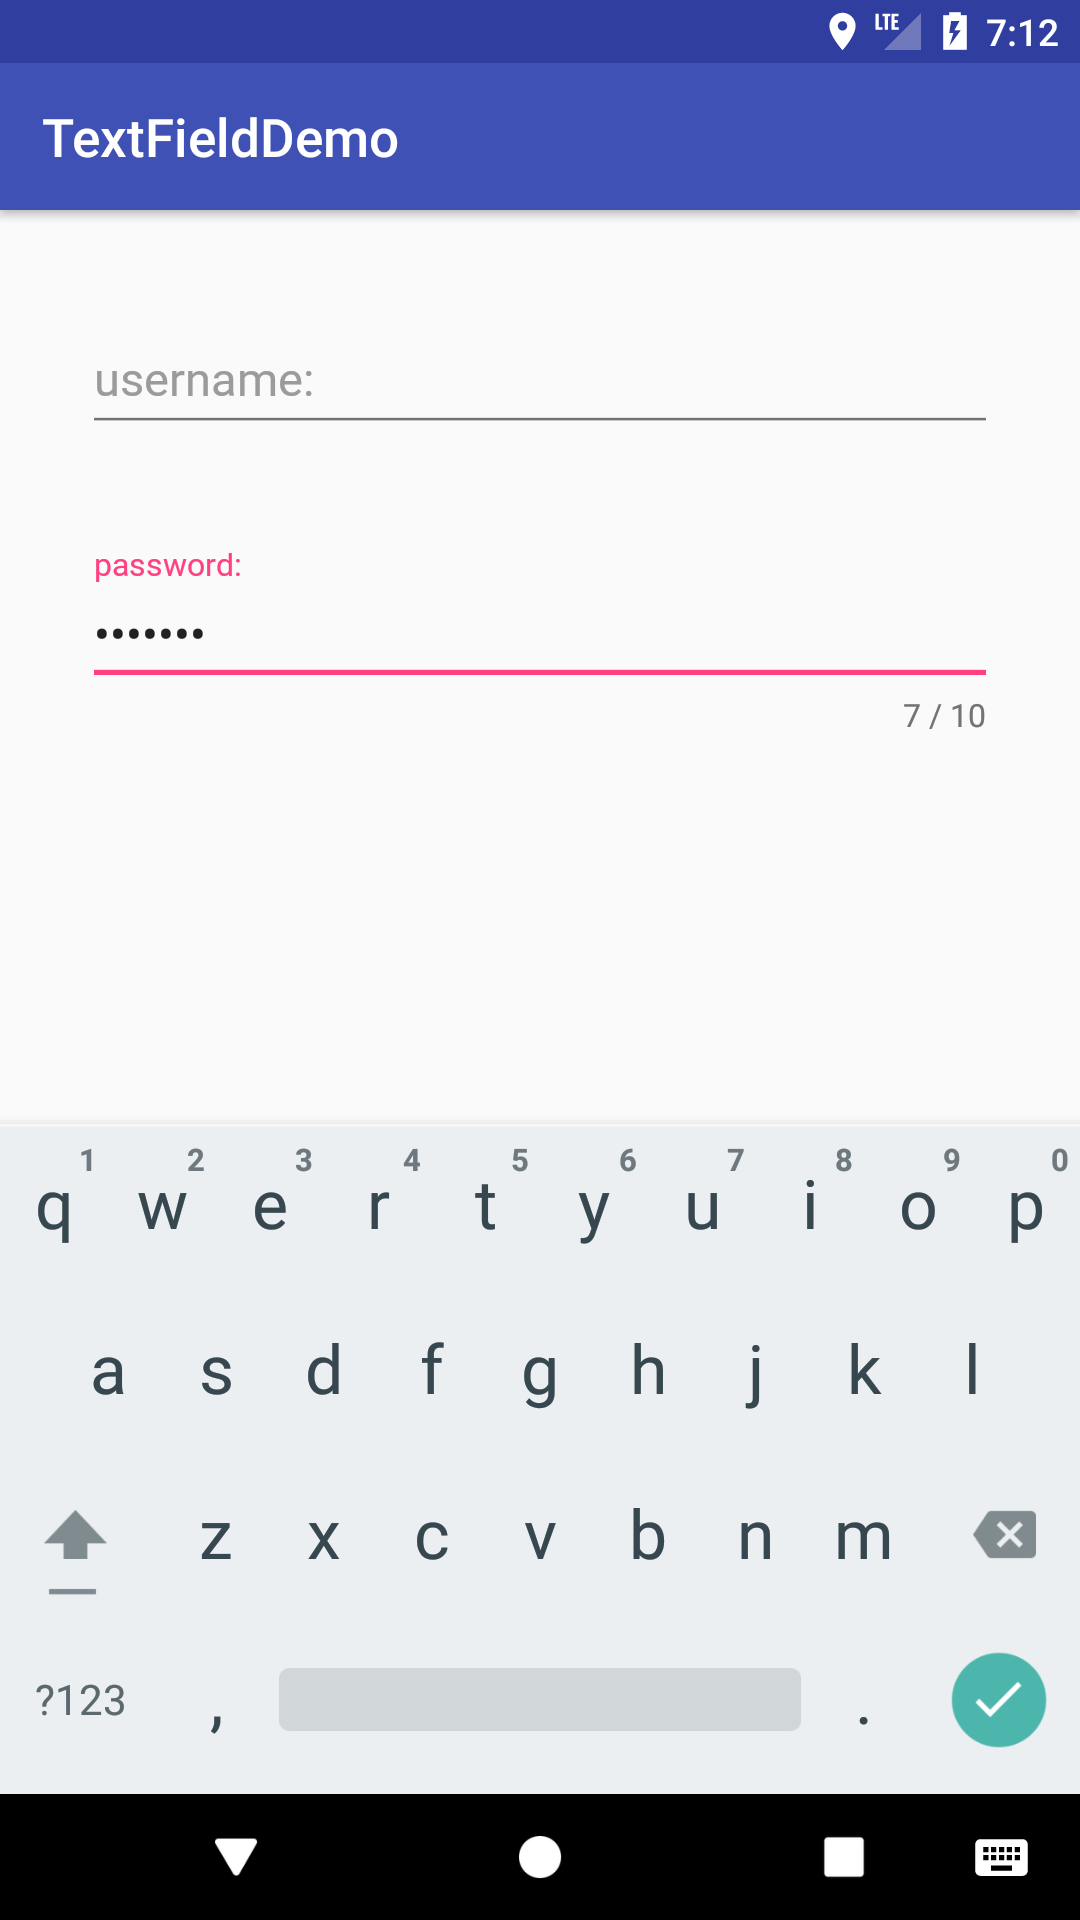 LTE 7:12
TextFieldDemo
username:
password:
•••••••
7 / 10
1 2 3 4 5 6 7 8 9 0
q w e r t y u i o p
a s d f g h j k l
z x c v b n m
?123 , .